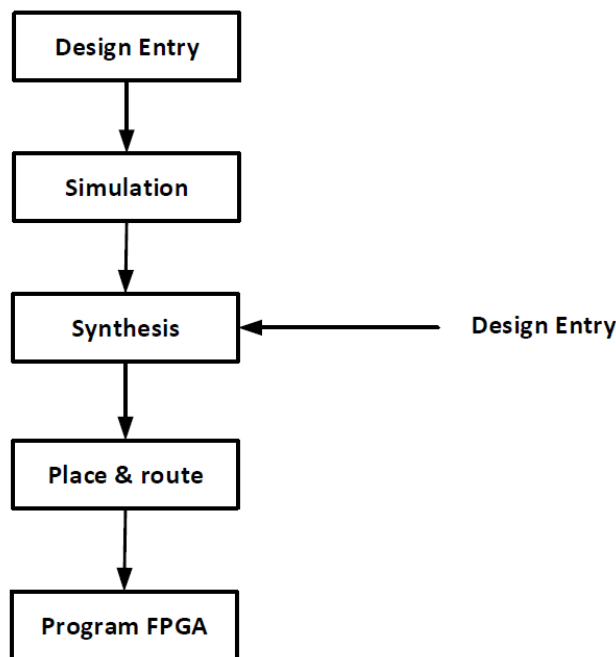 Design Entry
Simulation
Synthesis
Design Entry
Place & route
Program FPGA